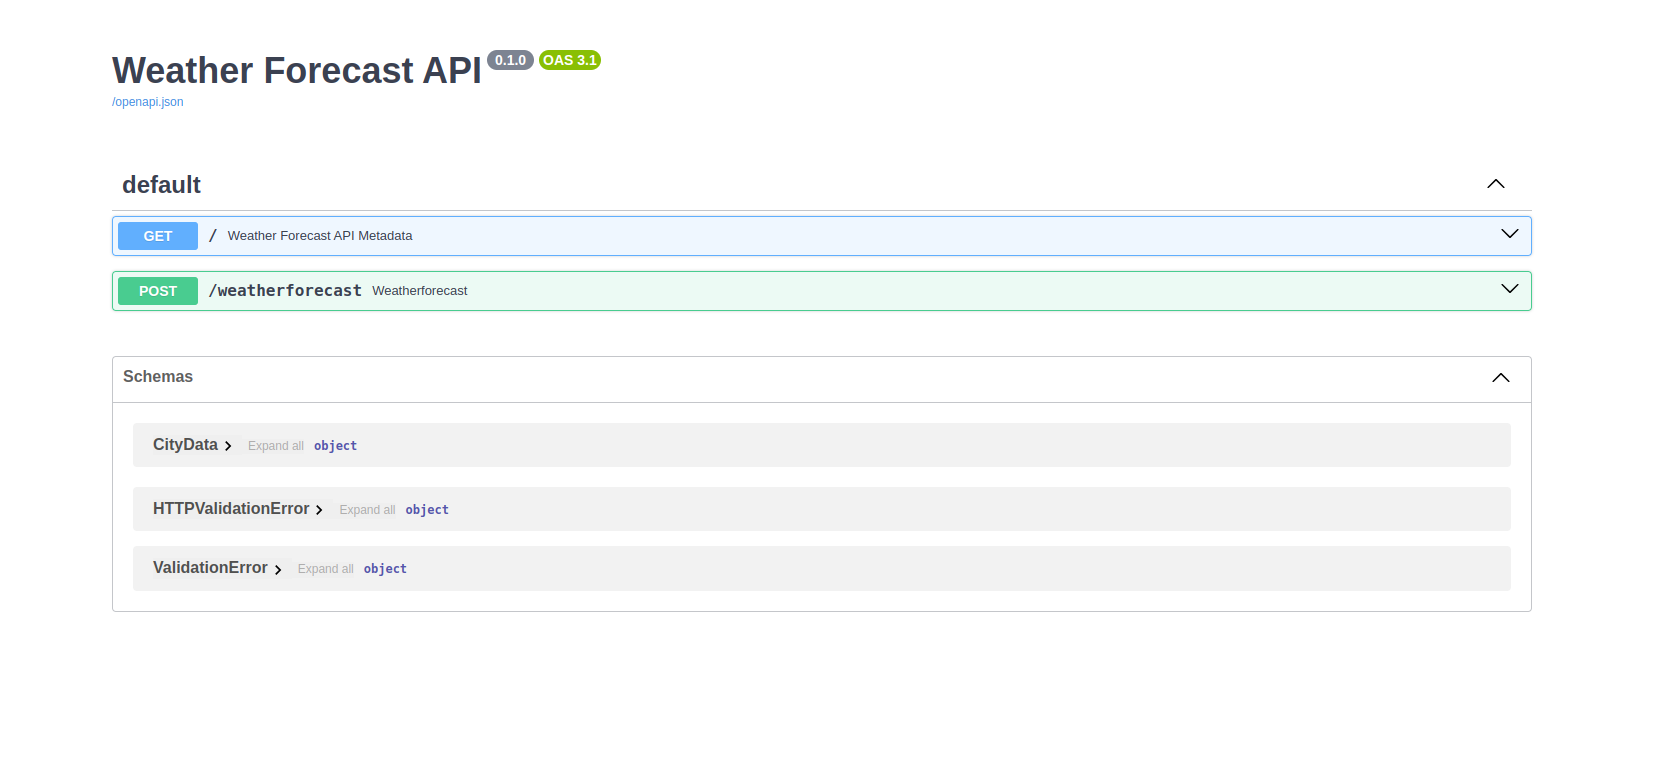 Weather Forecast API 0.1.0 OAS 3.1
/openapi.json
default
GET / Weather Forecast API Metadata
POST /weatherforecast Weatherforecast
Schemas
CityData Expand all object
HTTPValidationError Expand all object
ValidationError Expand all object